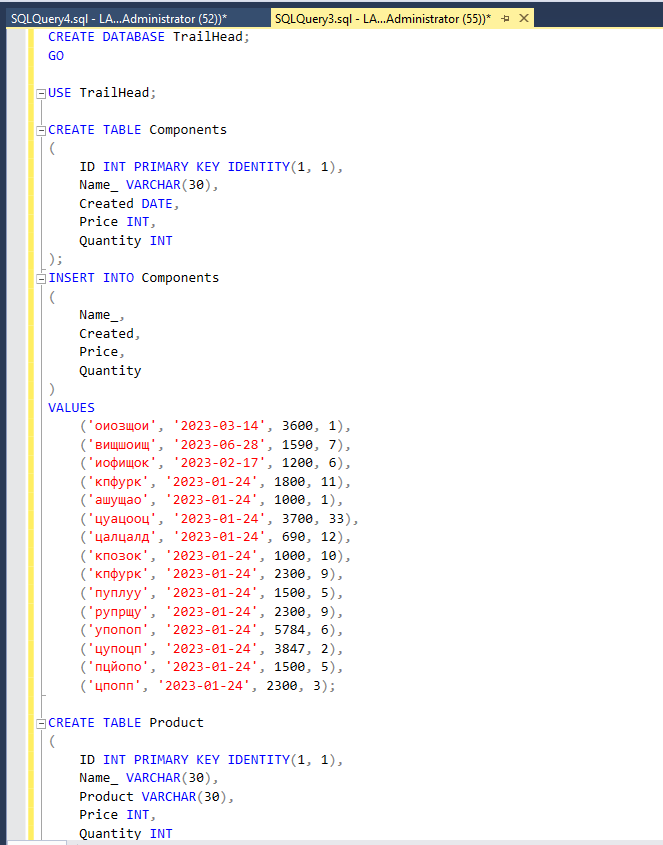 SQLQuery4.sql - LA...Administrator (52))* SQLQuery3.sql - LA...Administrator (55))*
CREATE DATABASE TrailHead;
GO
USE TrailHead;
CREATE TABLE Components
(
ID INT PRIMARY KEY IDENTITY(1, 1),
Name_ VARCHAR(30),
Created DATE,
Price INT,
Quantity INT
);
INSERT INTO Components
(
Name_,
Created,
Price,
Quantity
)
VALUES
('оиозщои', '2023-03-14', 3600, 1),
('вищшоищ', '2023-06-28', 1590, 7),
('иофищок', '2023-02-17', 1200, 6),
('кпфурк', '2023-01-24', 1800, 11),
('ашущао', '2023-01-24', 1000, 1),
('цуацооц', '2023-01-24', 3700, 33),
('цалцалд', '2023-01-24', 690, 12),
('кпозок', '2023-01-24', 1000, 10),
('кпфурк', '2023-01-24', 2300, 9),
('пуплуу', '2023-01-24', 1500, 5),
('рупрщу', '2023-01-24', 2300, 9),
('упопоп', '2023-01-24', 5784, 6),
('цупоцп', '2023-01-24', 3847, 2),
('пцйопо', '2023-01-24', 1500, 5),
('цпопп', '2023-01-24', 2300, 3);
CREATE TABLE Product
(
ID INT PRIMARY KEY IDENTITY(1, 1),
Name_ VARCHAR(30),
Product VARCHAR(30),
Price INT,
Quantity INT